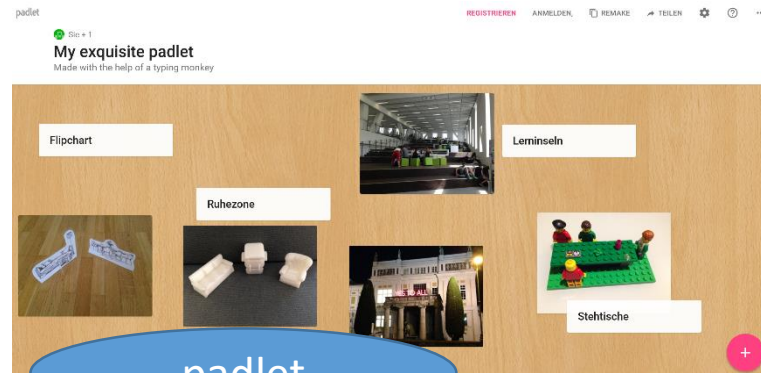 padlet
REGISTRIEREN ANMELDEN, REMAKE TEILEN
Sie + 1
My exquisite padlet
Made with the help of a typing monkey
Flipchart
Lerninseln
Ruhezone
Stehtische
padlet